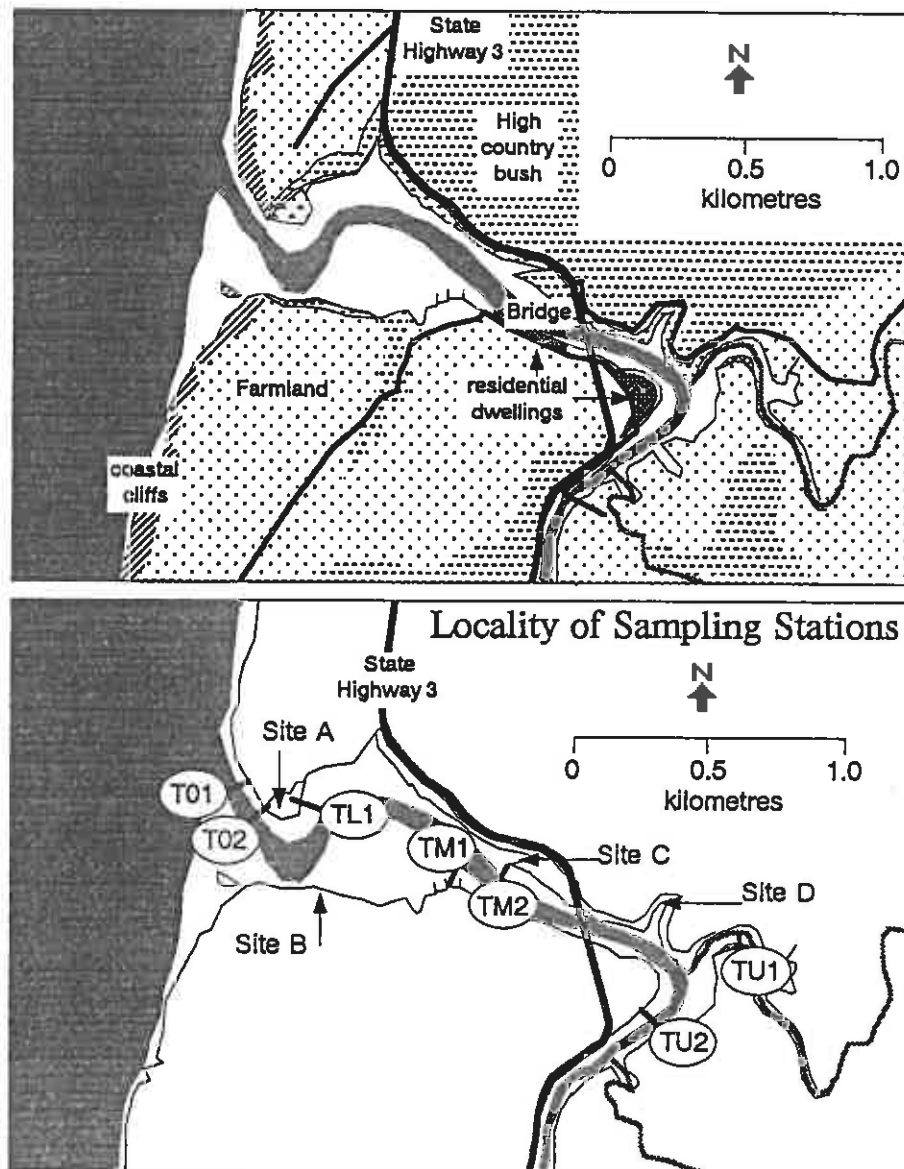 State
Highway 3
N
High
country
bush
0 0.5 1.0
kilometres
Bridge
Farmland
residential
dwellings
coastal
cliffs
Locality of Sampling Stations
State
Highway 3
N
Site A
0 0.5 1.0
kilometres
T01
TL1
T02
TM1
Site C
TM2
Site D
Site B
TU1
TU2